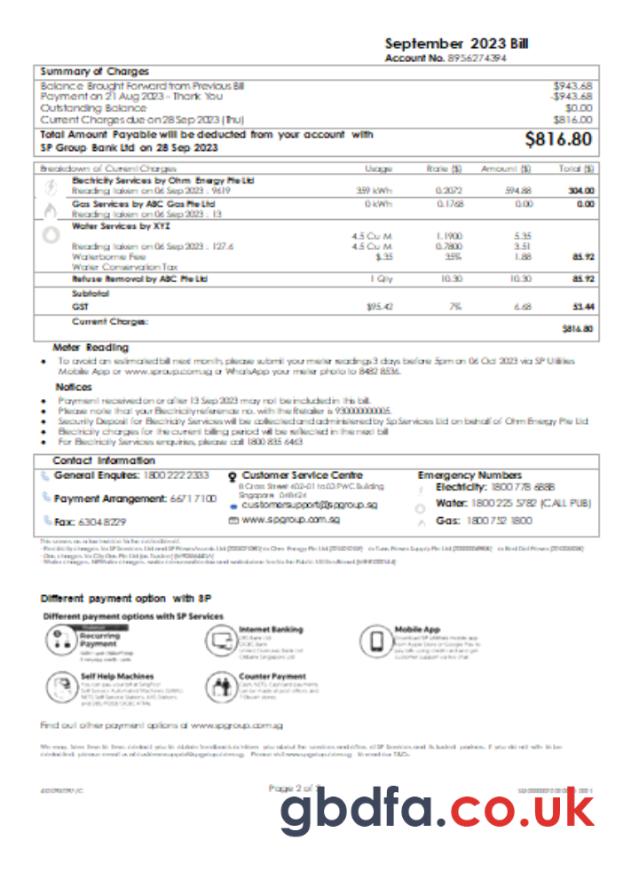 September 2023 Bill
Account No. 8956274394
Summary of Charges
Balance Brought Forward from Previous Bill $943.68
Payment on 21 Aug 2023 - Thank You -$943.68
Outstanding Balance $0.00
Current Charges due on 28 Sep 2023 (Thu) $816.00
Total Amount Payable will be deducted from your account with
SP Group Bank Ltd on 28 Sep 2023 $816.80
Breakdown of Current Charges Usage Rate ($) Amount ($) Total ($)
Electricity Services by Ohm Energy Pte Ltd
Reading taken on 06 Sep 2023 : 9619 359 kWh 0.2072 594.88 304.00
Gas Services by ABC Gas Pte Ltd 0 kWh 0.1768 0.00 0.00
Reading taken on 06 Sep 2023 : 13
Water Services by XYZ
4.5 Cu M 1.1900 5.35
Reading taken on 06 Sep 2023 : 127.6 4.5 Cu M 0.7800 3.51
Waterborne Fee $.35 35% 1.88 85.92
Water Conservation Tax
Refuse Removal by ABC Pte Ltd 1 Qty 10.30 10.30 85.92
Subtotal
GST $95.42 7% 6.68 53.44
Current Charges:
$816.80
Meter Reading
• To avoid an estimated bill next month, please submit your meter readings 3 days before 5pm on 06 Oct 2023 via SP Utilities
Mobile App or www.spgroup.com.sg or WhatsApp your meter photo to 8482 8536.
Notices
• Payment received on or after 13 Sep 2023 may not be included in this bill.
• Please note that your Electricity reference no. with the Retailer is 930000000005.
• Security Deposit for Electricity Services will be collected and administered by Sp Services Ltd on behalf of Ohm Energy Pte Ltd
• Electricity charges for the current billing period will be reflected in the next bill
• For Electricity Services enquiries, please call 1800 835 6463
Contact Information
General Enquires: 1800 222 2333
Payment Arrangement: 6671 7100
Fax: 6304 8229
Customer Service Centre
8 Cross Street #02-01 to 03 PWC Building
Singapore 048424
customersupport@spgroup.sg
www.spgroup.com.sg
Emergency Numbers
Electricity: 1800 778 8888
Water: 1800 225 5782 (CALL PUB)
Gas: 1800 752 1800
Different payment option with SP
Different payment options with SP Services
Recurring
Payment
Internet Banking
Mobile App
Self Help Machines
Counter Payment
Find out other payment options at www.spgroup.com.sg
Page 2 of
gbdfa.co.uk